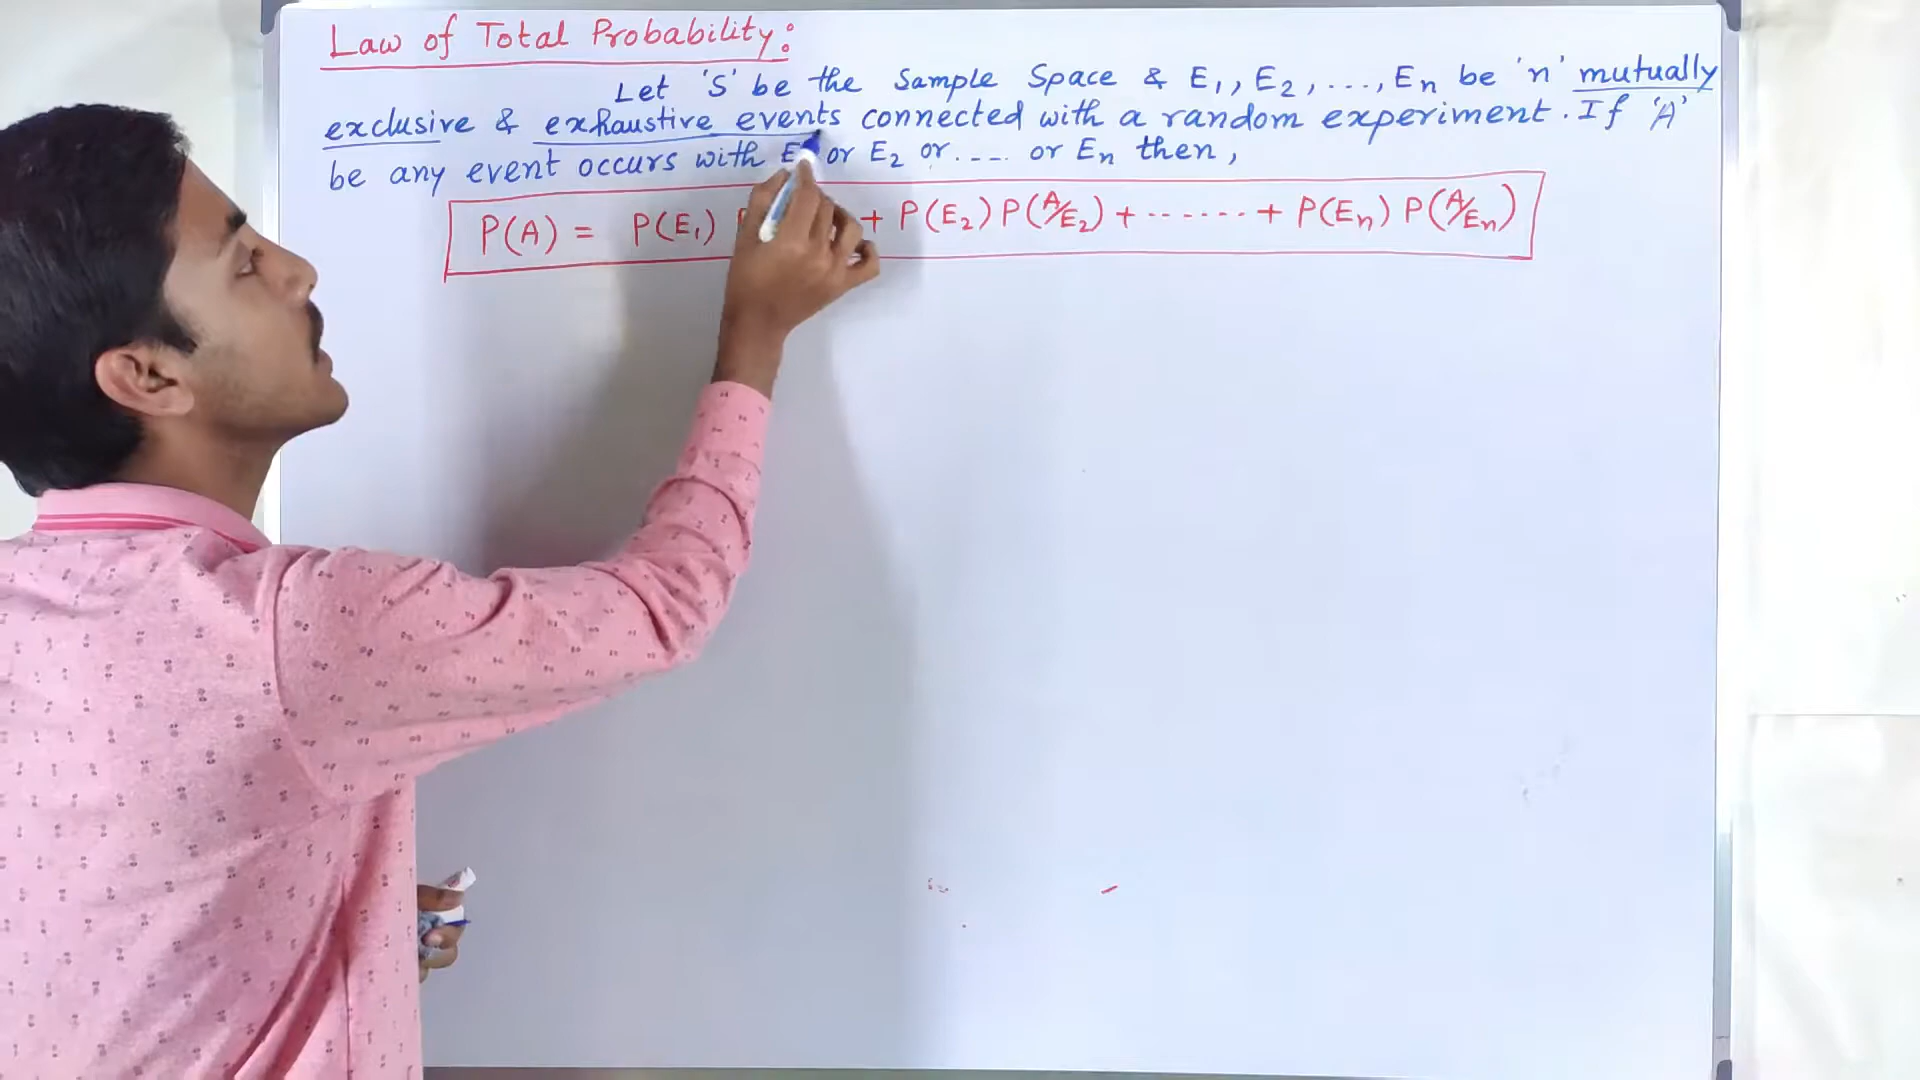 Law of Total Probability:
Let 'S' be the Sample Space & E₁, E₂, ..., Eₙ be 'n' mutually
exclusive & exhaustive events connected with a random experiment. If 'A'
be any event occurs with E or E₂ or .... or Eₙ then,
P(A) = P(E₁) + P(E₂) P(A/E₂) + ...... + P(Eₙ) P(A/Eₙ)